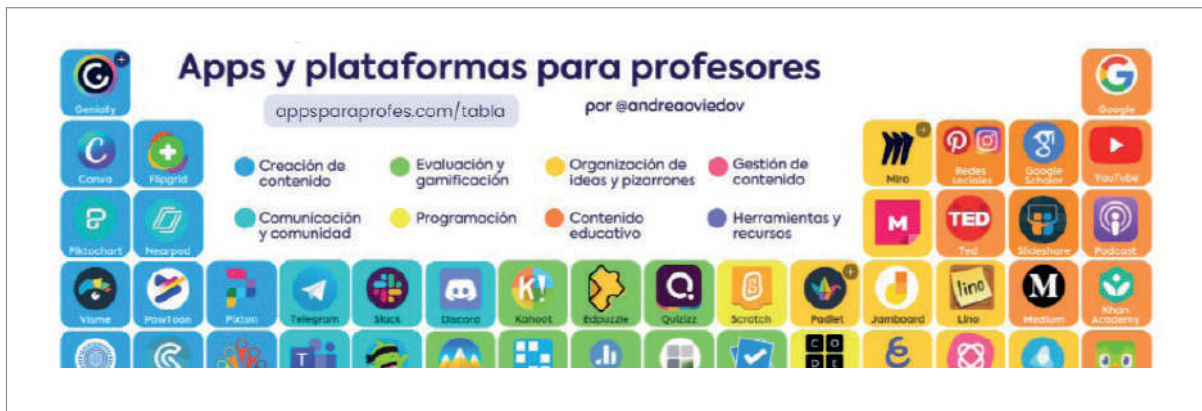 Apps y plataformas para profesores
appsparaprofes.com/tabla
por @andreaoviedov
Genially
Google
Canva
Flipgrid
Creación de
contenido
Evaluación y
gamificación
Organización de
ideas y pizarrones
Gestión de
contenido
Miro
Redes
sociales
Google
Scholar
YouTube
Piktochart
Nearpod
Comunicación
y comunidad
Programación
Contenido
educativo
Herramientas y
recursos
M
TED
Ted
Slideshare
Podcast
Visme
PowToon
Pixton
Telegram
Slack
Discord
K!
Kahoot
Edpuzzle
Q
Quizizz
S
Scratch
Padlet
Jamboard
lino
Lino
M
Medium
Khan
Academy
T
CODE